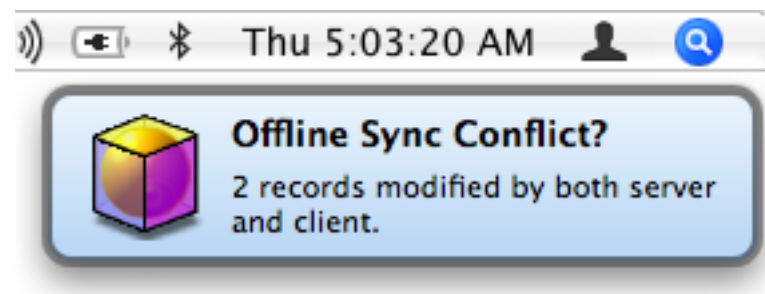 Thu 5:03:20 AM
Offline Sync Conflict?
2 records modified by both server
and client.